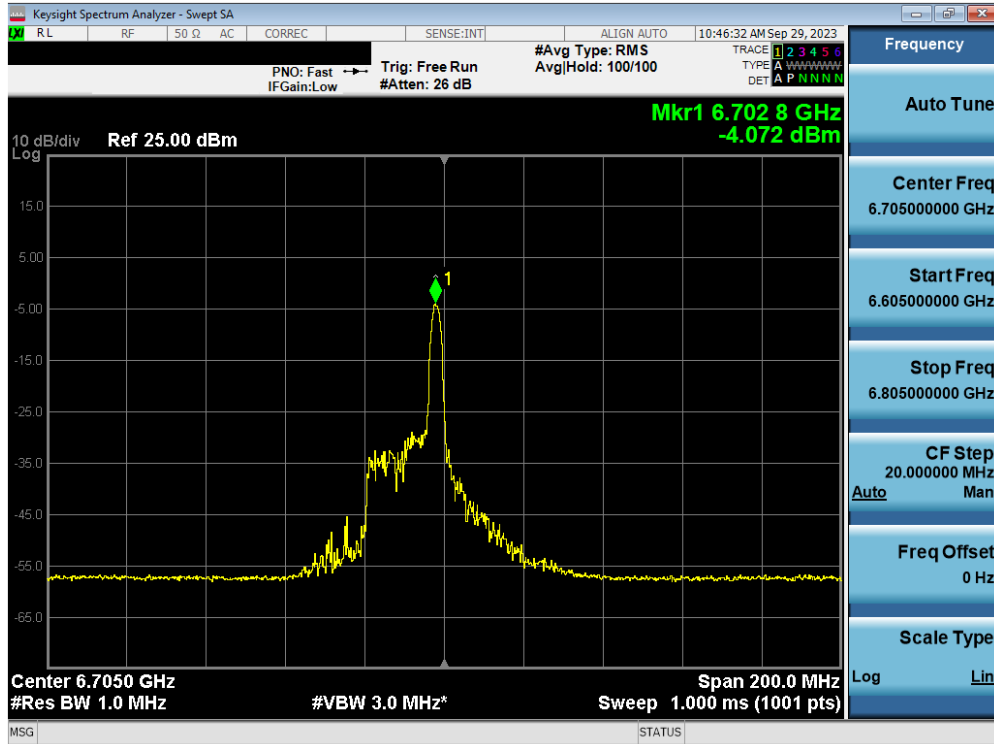 Keysight Spectrum Analyzer - Swept SA
LXI RL RF 50 Ω AC CORREC SENSE:INT ALIGN AUTO 10:46:32 AM Sep 29, 2023
PNO: Fast
IFGain:Low
Trig: Free Run
#Atten: 26 dB
#Avg Type: RMS
Avg|Hold: 100/100
TRACE 1 2 3 4 5 6
TYPE A WWWWW
DET A P N N N N
Mkr1 6.702 8 GHz
-4.072 dBm
10 dB/div Ref 25.00 dBm
Log
15.0
5.00
1
-5.00
-15.0
-25.0
-35.0
-45.0
-55.0
-65.0
Center 6.7050 GHz Span 200.0 MHz
#Res BW 1.0 MHz #VBW 3.0 MHz* Sweep 1.000 ms (1001 pts)
MSG STATUS
Frequency
Auto Tune
Center Freq
6.705000000 GHz
Start Freq
6.605000000 GHz
Stop Freq
6.805000000 GHz
CF Step
20.000000 MHz
Auto Man
Freq Offset
0 Hz
Scale Type
Log Lin